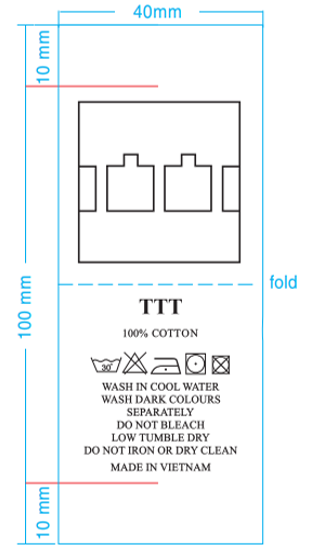 40mm
10 mm
fold
100 mm
TTT
100% COTTON
30°
WASH IN COOL WATER
WASH DARK COLOURS
SEPARATELY
DO NOT BLEACH
LOW TUMBLE DRY
DO NOT IRON OR DRY CLEAN
MADE IN VIETNAM
10 mm